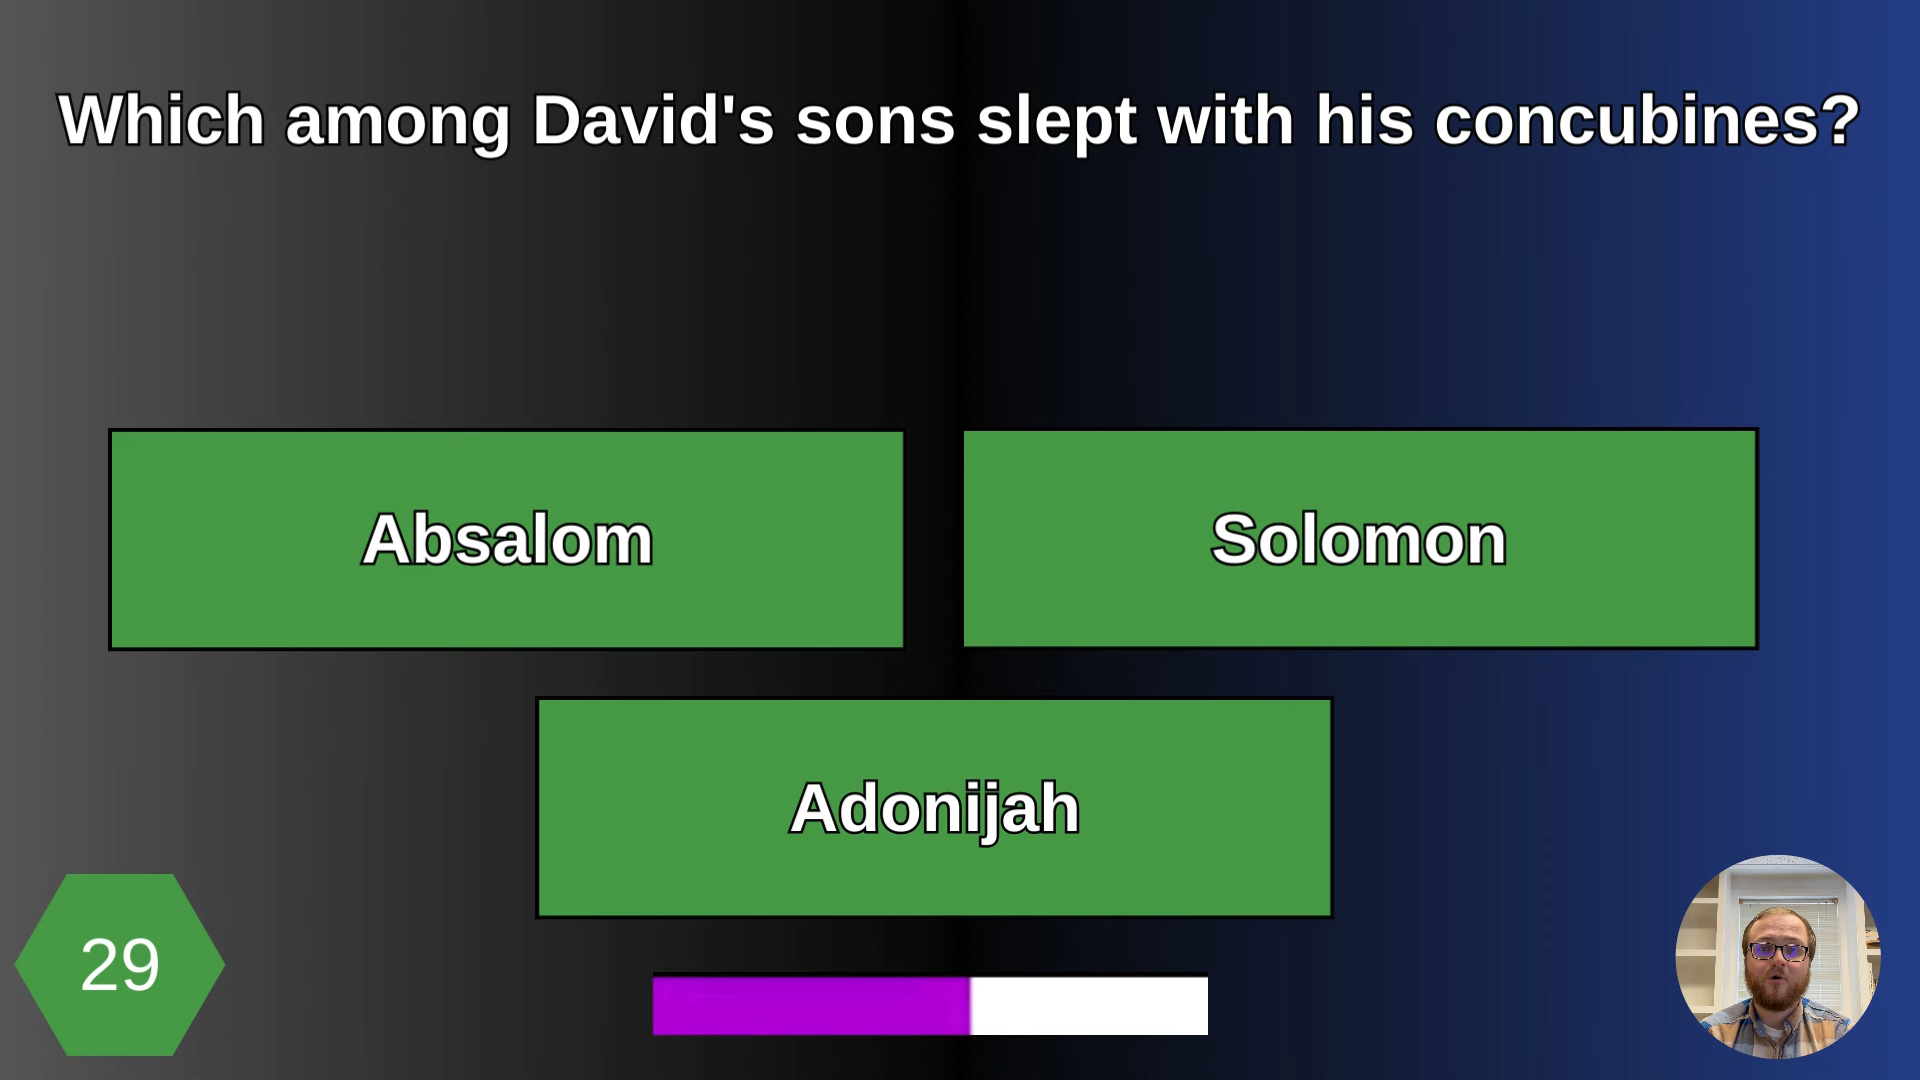 Which among David's sons slept with his concubines?
Absalom
Solomon
Adonijah
29